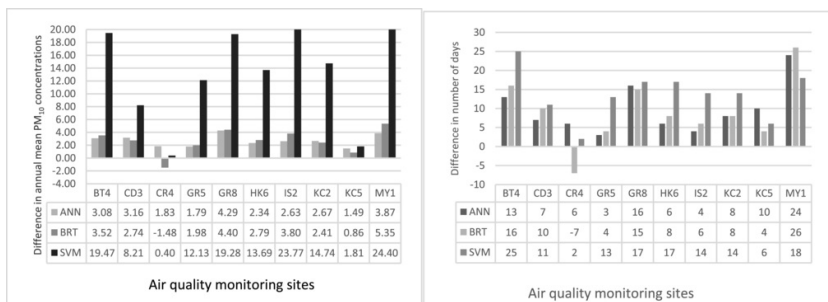 Difference in annual mean PM10 concentrations
20.00
18.00
16.00
14.00
12.00
10.00
8.00
6.00
4.00
2.00
0.00
-2.00
-4.00
BT4 CD3 CR4 GR5 GR8 HK6 IS2 KC2 KC5 MY1
ANN 3.08 3.16 1.83 1.79 4.29 2.34 2.63 2.67 1.49 3.87
BRT 3.52 2.74 -1.48 1.98 4.40 2.79 3.80 2.41 0.86 5.35
SVM 19.47 8.21 0.40 12.13 19.28 13.69 23.77 14.74 1.81 24.40
Air quality monitoring sites
Difference in number of days
30
25
20
15
10
5
0
-5
-10
BT4 CD3 CR4 GR5 GR8 HK6 IS2 KC2 KC5 MY1
ANN 13 7 6 3 16 6 4 8 10 24
BRT 16 10 -7 4 15 8 6 8 4 26
SVM 25 11 2 13 17 17 14 14 6 18
Air quality monitoring sites